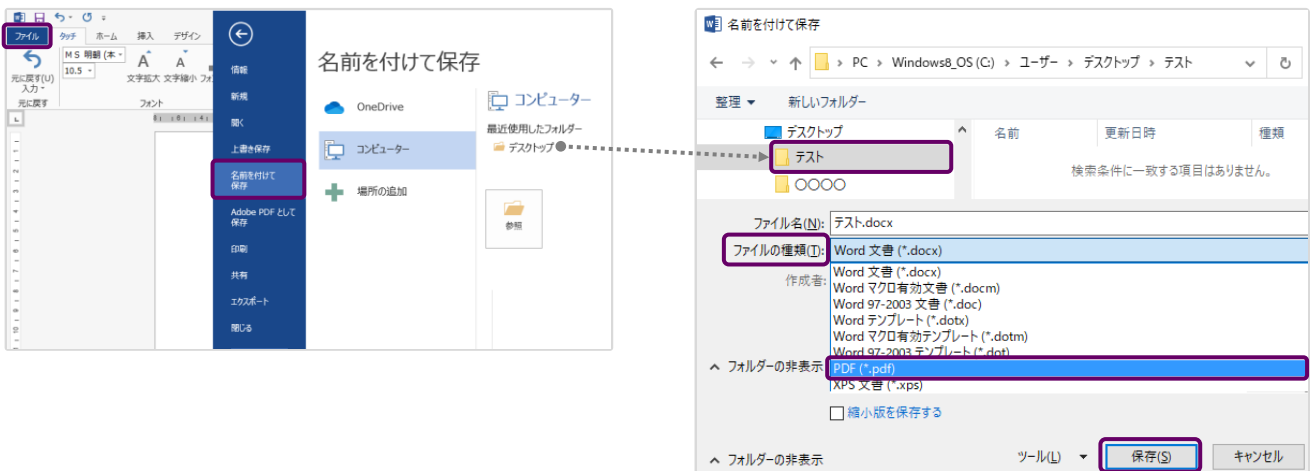 ファイル タッチ ホーム 挿入 デザイン
元に戻す(U)
入力▾
元に戻す
MS 明朝 (本
10.5
文字拡大 文字縮小 フォ
フォント
情報
新規
開く
上書き保存
名前を付けて
保存
Adobe PDF として
保存
印刷
共有
エクスポート
閉じる
名前を付けて保存
OneDrive
コンピューター
場所の追加
コンピューター
最近使用したフォルダー
デスクトップ
参照
名前を付けて保存
PC > Windows8_OS (C:) > ユーザー > デスクトップ > テスト
整理 ▼ 新しいフォルダー
デスクトップ
テスト
○○○○
名前 更新日時 種類
検索条件に一致する項目はありません。
ファイル名(N): テスト.docx
ファイルの種類(T): Word 文書 (*.docx)
作成者:
Word 文書 (*.docx)
Word マクロ有効文書 (*.docm)
Word 97-2003 文書 (*.doc)
Word テンプレート (*.dotx)
Word マクロ有効テンプレート (*.dotm)
Word 97-2003 テンプレート (*.dot)
フォルダーの非表示
PDF (*.pdf)
XPS 文書 (*.xps)
縮小版を保存する
フォルダーの非表示 ツール(L) ▼ 保存(S) キャンセル